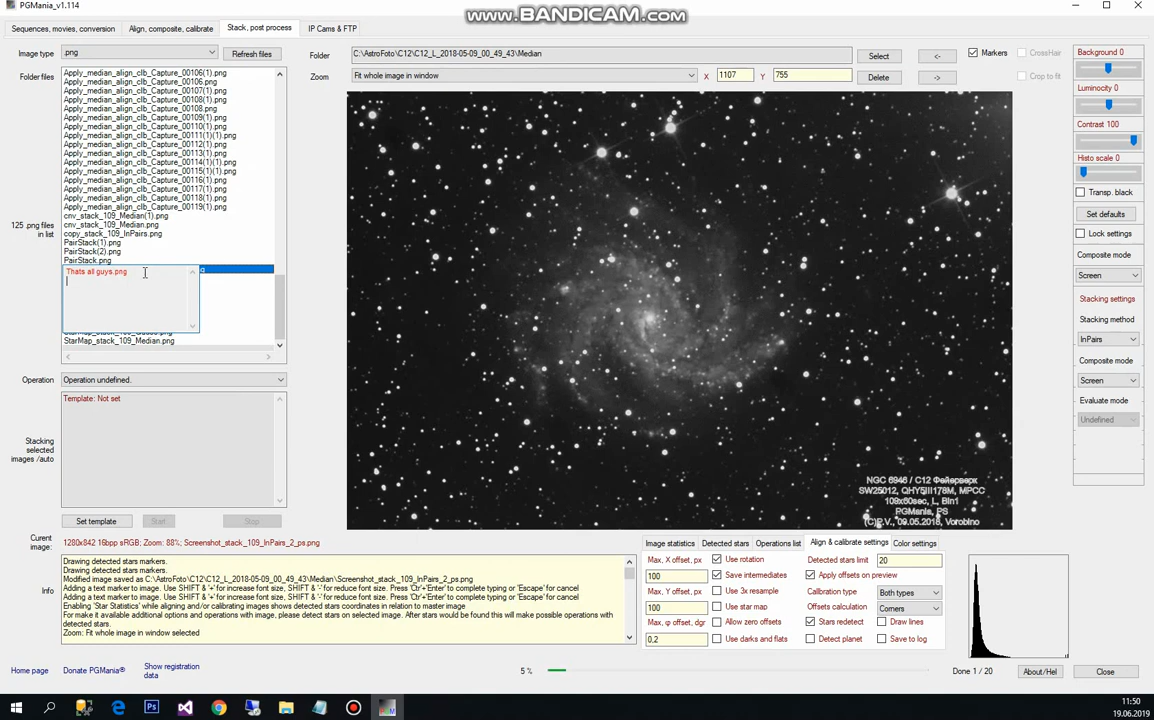 PGMania_v1.114
www.BANDICAM.com
Sequences, movies, conversion
Align, composite, calibrate
Stack, post process
IP Cams & FTP
Image type
.png
Refresh files
Folder
C:\AstroFoto\C12\C12_L_2018-05-09_00_49_43\Median
Select
<-
Markers
CrossHair
Zoom
Fit whole image in window
X
1107
Y
755
Delete
->
Crop to fit
Folder files
Apply_median_align_clb_Capture_00106(1).png
Apply_median_align_clb_Capture_00106.png
Apply_median_align_clb_Capture_00107(1).png
Apply_median_align_clb_Capture_00108(1).png
Apply_median_align_clb_Capture_00108.png
Apply_median_align_clb_Capture_00109(1).png
Apply_median_align_clb_Capture_00110(1).png
Apply_median_align_clb_Capture_00111(1)(1).png
Apply_median_align_clb_Capture_00112(1).png
Apply_median_align_clb_Capture_00113(1).png
Apply_median_align_clb_Capture_00114(1)(1).png
Apply_median_align_clb_Capture_00115(1)(1).png
Apply_median_align_clb_Capture_00116(1).png
Apply_median_align_clb_Capture_00117(1).png
Apply_median_align_clb_Capture_00118(1).png
Apply_median_align_clb_Capture_00119(1).png
cnv_stack_109_Median(1).png
cnv_stack_109_Median.png
copy_stack_109_InPairs.png
PairStack(1).png
PairStack(2).png
PairStack.png
Thats all guys.png
StarMap_stack_109_Median.png
125 .png files
in list
Operation
Operation undefined.
Template: Not set
Stacking
selected
images /auto
Set template
Start
Stop
Curent
image:
1280x842 16bpp sRGB; Zoom: 88%; Screenshot_stack_109_InPairs_2_ps.png
Info
Drawing detected stars markers.
Drawing detected stars markers.
Modified image saved as C:\AstroFoto\C12\C12_L_2018-05-09_00_49_43\Median\Screenshot_stack_109_InPairs_2_ps.png
Adding a text marker to image. Use SHIFT & '+' for increase font size, SHIFT & '-' for reduce font size. Press 'Ctr'+'Enter' to complete typing or 'Escape' for cancel
Adding a text marker to image. Use SHIFT & '+' for increase font size, SHIFT & '-' for reduce font size. Press 'Ctr'+'Enter' to complete typing or 'Escape' for cancel
Enabling 'Star Statistics' while aligning and/or calibrating images shows detected stars coordinates in relation to master image
For make it available additional options and operations with image, please detect stars on selected image. After stars would be found this will make possible operations with
detected stars.
Zoom: Fit whole image in window selected
NGC 6946 / C12 Фейерверк
SW25012, QHY5III178M, MPCC
109x60 sec, L, Bin1
PGMania, PS
(C)P.V., 09.05.2018, Vorobino
Image statistics
Detected stars
Operations list
Align & calibrate settings
Color settings
Max, X offset, px
100
Max, Y offset, px
100
Max, φ offset, dgr
0,2
Use rotation
Save intermediates
Use 3x resample
Use star map
Allow zero offsets
Use darks and flats
Detected stars limit
20
Apply offsets on preview
Calibration type
Both types
Offsets calculation
Corners
Stars redetect
Draw lines
Detect planet
Save to log
Background 0
Luminocity 0
Contrast 100
Histo scale 0
Transp. black
Set defaults
Lock settings
Composite mode
Screen
Stacking settings
Stacking method
InPairs
Composite mode
Screen
Evaluate mode
Undefined
Home page
Donate PGMania®
Show registration
data
5 %
Done 1 / 20
About/Hel
Close
11:50
19.06.2019